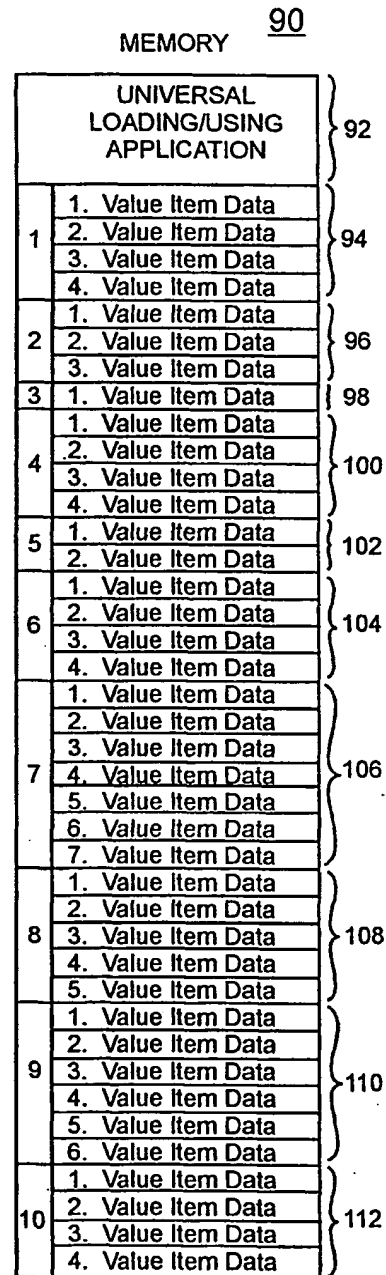 90
MEMORY
UNIVERSAL
LOADING/USING
APPLICATION
92
1
1. Value Item Data
2. Value Item Data
3. Value Item Data
4. Value Item Data
94
2
1. Value Item Data
2. Value Item Data
3. Value Item Data
96
3
1. Value Item Data
98
4
1. Value Item Data
2. Value Item Data
3. Value Item Data
4. Value Item Data
100
5
1. Value Item Data
2. Value Item Data
102
6
1. Value Item Data
2. Value Item Data
3. Value Item Data
4. Value Item Data
104
7
1. Value Item Data
2. Value Item Data
3. Value Item Data
4. Value Item Data
5. Value Item Data
6. Value Item Data
7. Value Item Data
106
8
1. Value Item Data
2. Value Item Data
3. Value Item Data
4. Value Item Data
5. Value Item Data
108
9
1. Value Item Data
2. Value Item Data
3. Value Item Data
4. Value Item Data
5. Value Item Data
6. Value Item Data
110
10
1. Value Item Data
2. Value Item Data
3. Value Item Data
4. Value Item Data
112